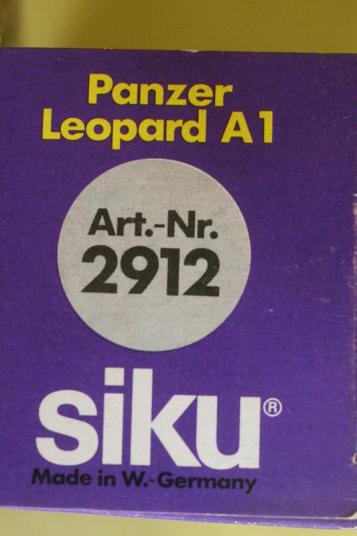 Panzer
Leopard A1
Art.-Nr.
2912
siku®
Made in W.-Germany